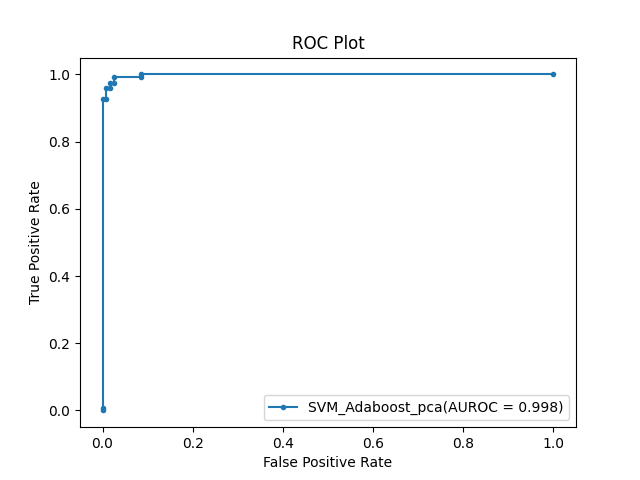 ROC Plot
True Positive Rate
1.0
0.8
0.6
0.4
0.2
0.0
SVM_Adaboost_pca(AUROC = 0.998)
0.0 0.2 0.4 0.6 0.8 1.0
False Positive Rate